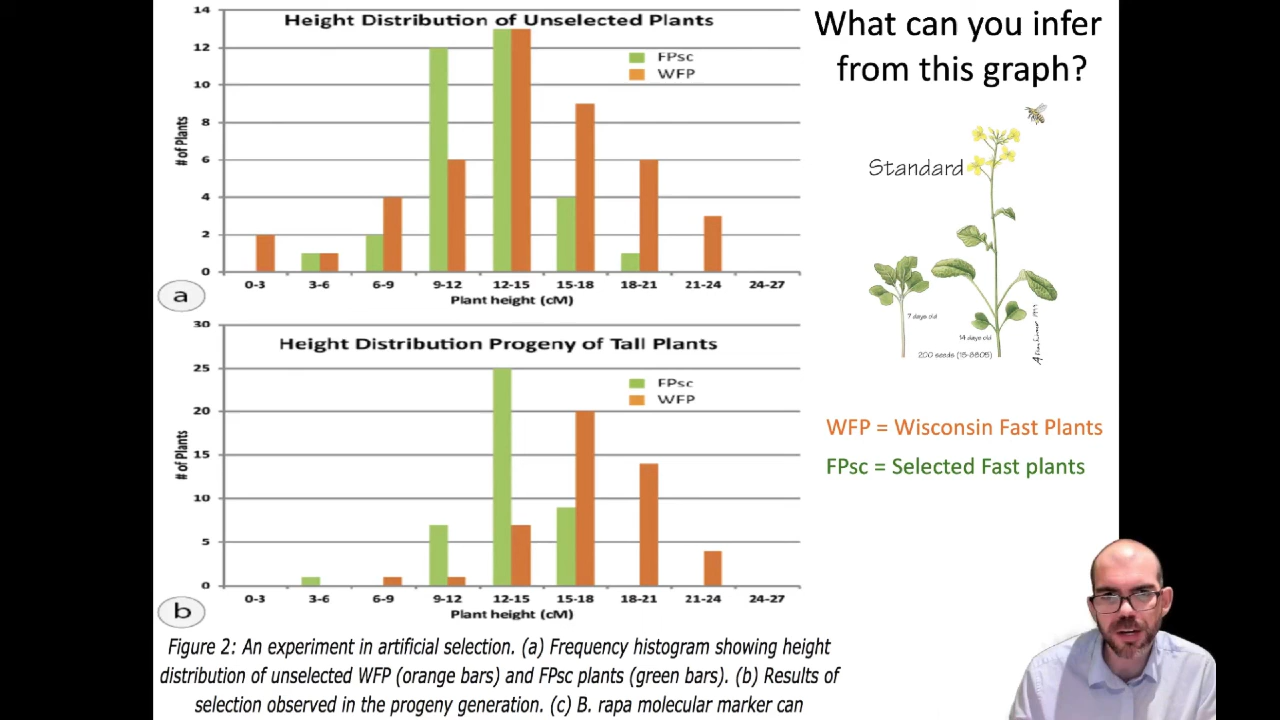 Height Distribution of Unselected Plants
FPsc
WFP
14
12
10
8
6
4
2
0
# of Plants
0-3 3-6 6-9 9-12 12-15 15-18 18-21 21-24 24-27
Plant height (cM)
a
Height Distribution Progeny of Tall Plants
FPsc
WFP
30
25
20
15
10
5
0
# of Plants
0-3 3-6 6-9 9-12 12-15 15-18 18-21 21-24 24-27
Plant height (cM)
b
Figure 2: An experiment in artificial selection. (a) Frequency histogram showing height
distribution of unselected WFP (orange bars) and FPsc plants (green bars). (b) Results of
selection observed in the progeny generation. (c) B. rapa molecular marker can
What can you infer
from this graph?
Standard
7 days old
14 days old
200 seeds (15-8805)
WFP = Wisconsin Fast Plants
FPsc = Selected Fast plants